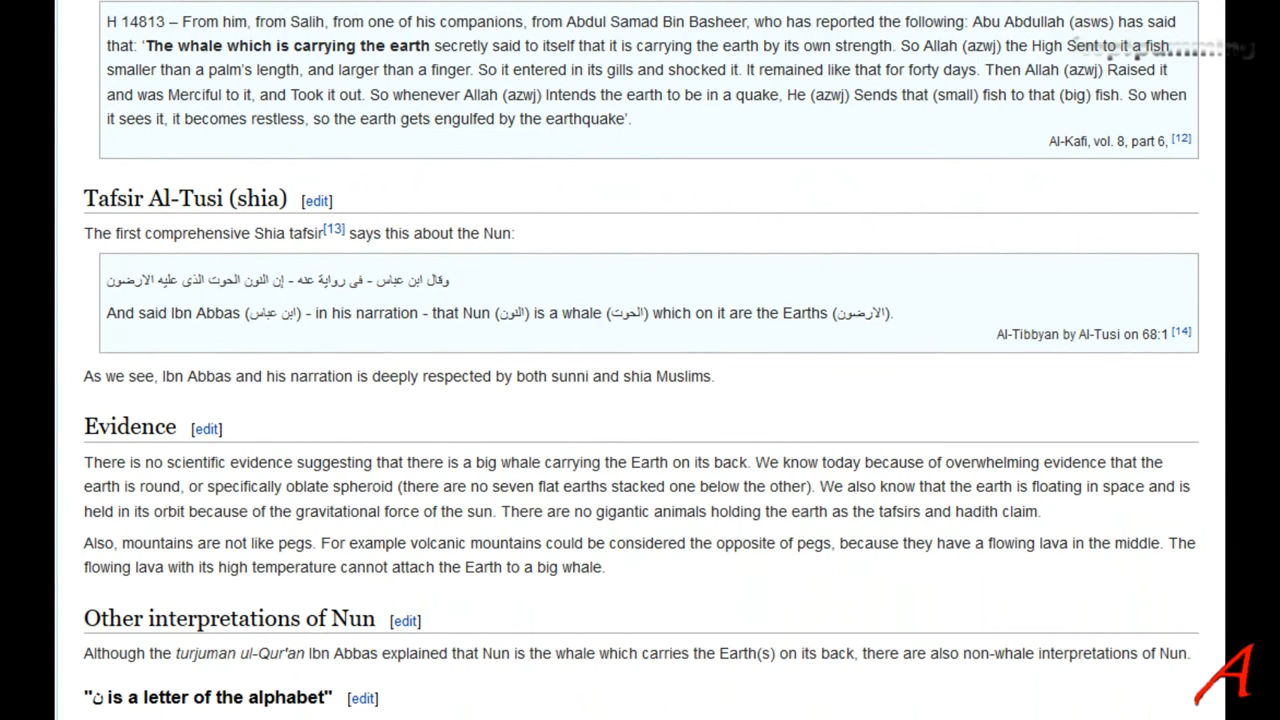 H 14813 – From him, from Salih, from one of his companions, from Abdul Samad Bin Basheer, who has reported the following: Abu Abdullah (asws) has said
that: ‘The whale which is carrying the earth secretly said to itself that it is carrying the earth by its own strength. So Allah (azwj) the High Sent to it a fish
smaller than a palm’s length, and larger than a finger. So it entered in its gills and shocked it. It remained like that for forty days. Then Allah (azwj) Raised it
and was Merciful to it, and Took it out. So whenever Allah (azwj) Intends the earth to be in a quake, He (azwj) Sends that (small) fish to that (big) fish. So when
it sees it, it becomes restless, so the earth gets engulfed by the earthquake’.
Al-Kafi, vol. 8, part 6, [12]
Tafsir Al-Tusi (shia) [edit]
The first comprehensive Shia tafsir[13] says this about the Nun:
وقال ابن عباس - فى رواية عنه - إن النون الحوت الذى عليه الارضون
And said Ibn Abbas (ابن عباس) - in his narration - that Nun (النون) is a whale (الحوت) which on it are the Earths (الارضون).
Al-Tibbyan by Al-Tusi on 68:1 [14]
As we see, Ibn Abbas and his narration is deeply respected by both sunni and shia Muslims.
Evidence [edit]
There is no scientific evidence suggesting that there is a big whale carrying the Earth on its back. We know today because of overwhelming evidence that the
earth is round, or specifically oblate spheroid (there are no seven flat earths stacked one below the other). We also know that the earth is floating in space and is
held in its orbit because of the gravitational force of the sun. There are no gigantic animals holding the earth as the tafsirs and hadith claim.
Also, mountains are not like pegs. For example volcanic mountains could be considered the opposite of pegs, because they have a flowing lava in the middle. The
flowing lava with its high temperature cannot attach the Earth to a big whale.
Other interpretations of Nun [edit]
Although the turjuman ul-Qur'an Ibn Abbas explained that Nun is the whale which carries the Earth(s) on its back, there are also non-whale interpretations of Nun.
"ن is a letter of the alphabet" [edit]
A